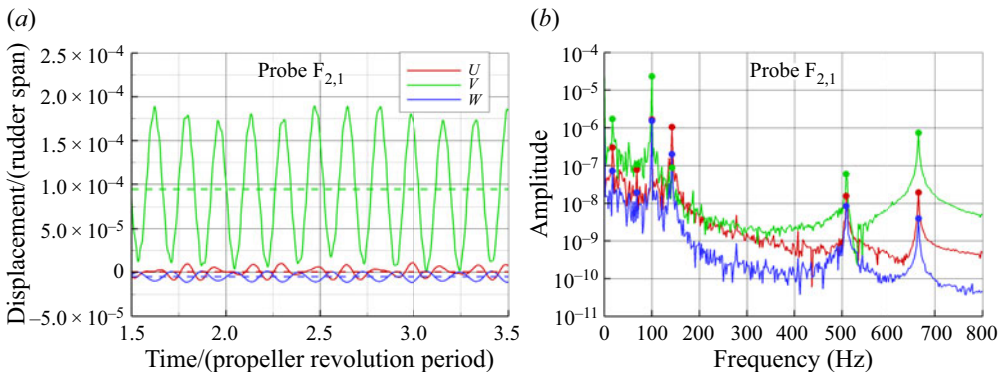 (a)
Displacement/(rudder span)
2.5 × 10⁻⁴
2.0 × 10⁻⁴
1.5 × 10⁻⁴
1.0 × 10⁻⁴
5.0 × 10⁻⁵
0
–5.0 × 10⁻⁵
Probe F₂,₁
U
V
W
1.5 2.0 2.5 3.0 3.5
Time/(propeller revolution period)
(b)
Amplitude
10⁻⁴
10⁻⁵
10⁻⁶
10⁻⁷
10⁻⁸
10⁻⁹
10⁻¹⁰
10⁻¹¹
Probe F₂,₁
0 100 200 300 400 500 600 700 800
Frequency (Hz)